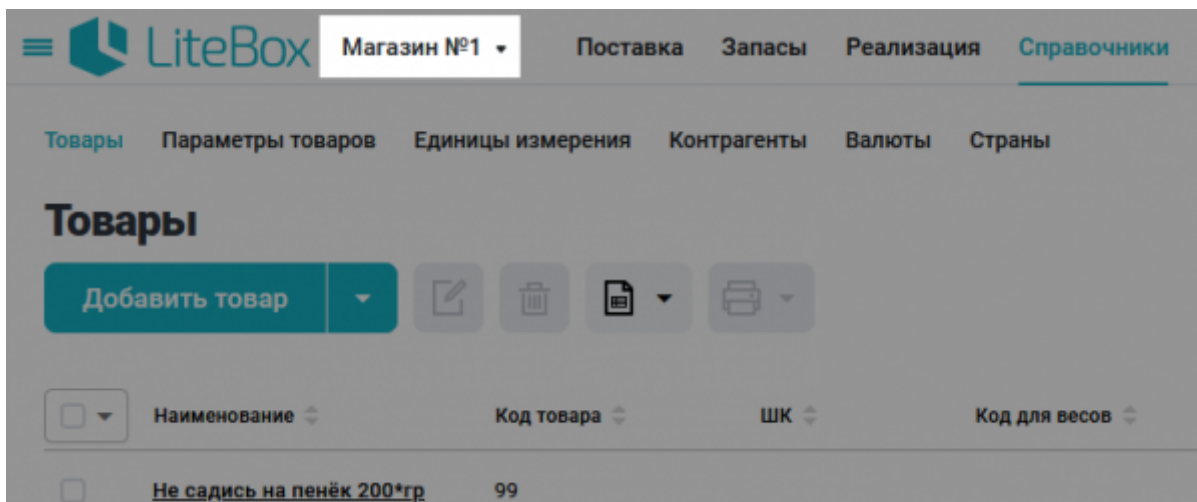 LiteBox Магазин №1 Поставка Запасы Реализация Справочники
Товары Параметры товаров Единицы измерения Контрагенты Валюты Страны
Товары
Добавить товар
Наименование Код товара ШК Код для весов
Не садись на пенёк 200*гр 99